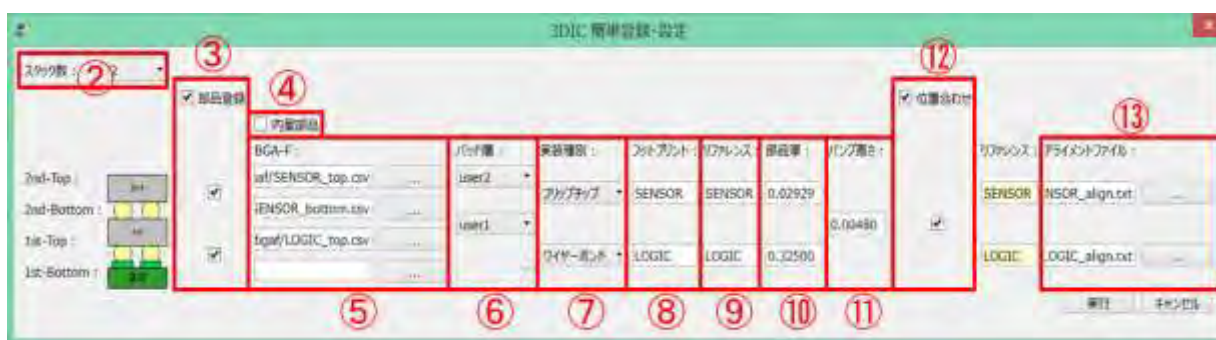 3DIC 簡単登録-設定
スタック数： 2
②
③
部品登録
④
内蔵部品
⑫
位置合わせ
⑬
BGA-F： パッド層： 実装種別： フットプリント： リファレンス： 部品厚： バンプ高さ： リファレンス： アライメントファイル：
2nd-Top：
2nd-Bottom：
1st-Top：
1st-Bottom：
SENSOR_top.csv ... user2
フリップチップ SENSOR SENSOR 0.02929 SENSOR NSOR_align.txt ...
SENSOR_bottom.csv ...
user1 0.00480
bgaf/LOGIC_top.csv ...
ワイヤーボンド LOGIC LOGIC 0.32500 LOGIC LOGIC_align.txt ...
...
⑤ ⑥ ⑦ ⑧ ⑨ ⑩ ⑪
実行 キャンセル